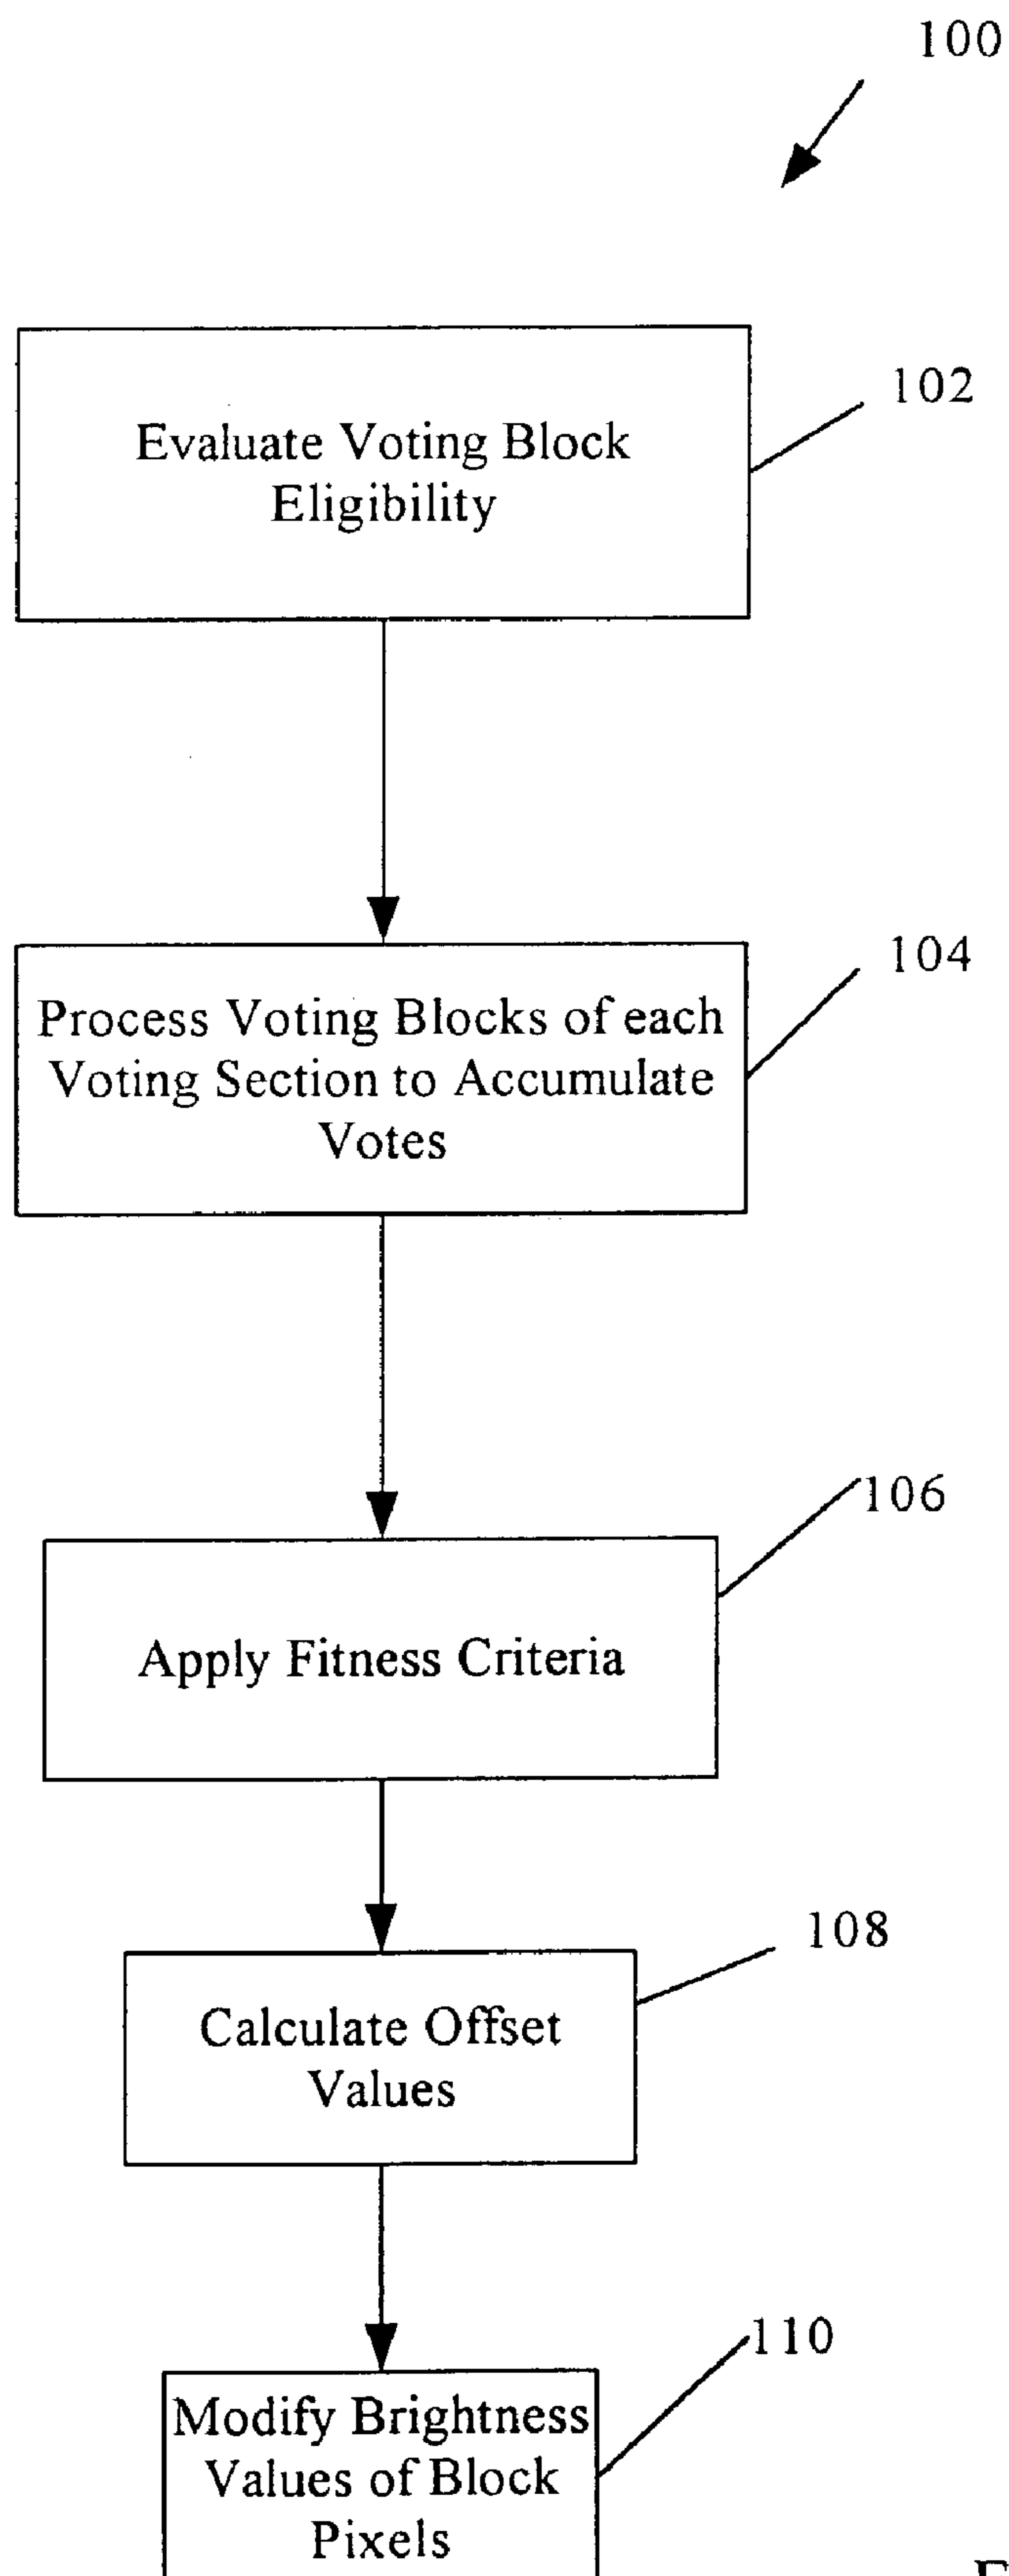 100
102
Evaluate Voting Block
Eligibility
104
Process Voting Blocks of each
Voting Section to Accumulate
Votes
106
Apply Fitness Criteria
108
Calculate Offset
Values
110
Modify Brightness
Values of Block
Pixels